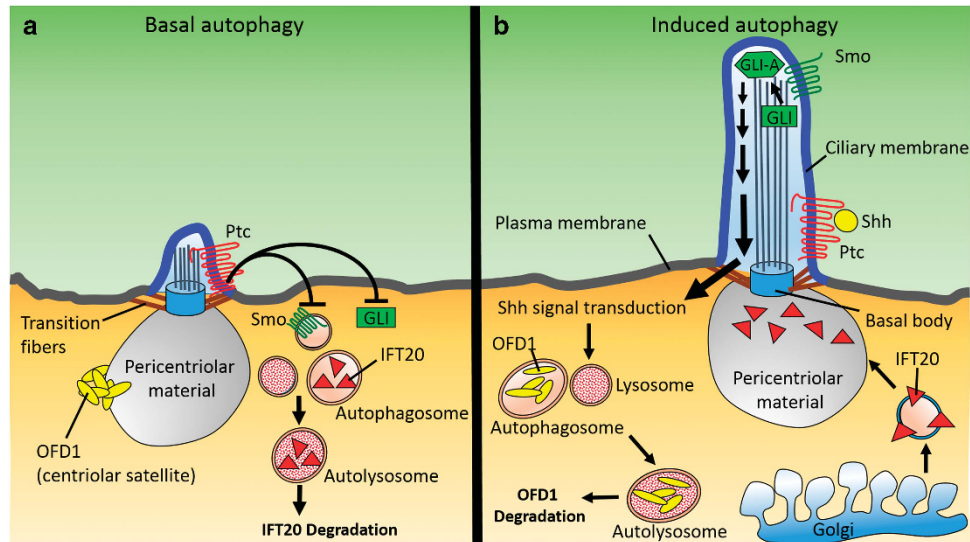 a
Basal autophagy
Ptc
Smo
GLI
Transition
fibers
Pericentriolar
material
IFT20
Autophagosome
OFD1
(centriolar satellite)
Autolysosome
IFT20 Degradation
b
Induced autophagy
GLI-A
Smo
GLI
Ciliary membrane
Plasma membrane
Shh
Ptc
Shh signal transduction
Basal body
OFD1
Lysosome
Autophagosome
Pericentriolar
material
IFT20
OFD1
Degradation
Autolysosome
Golgi